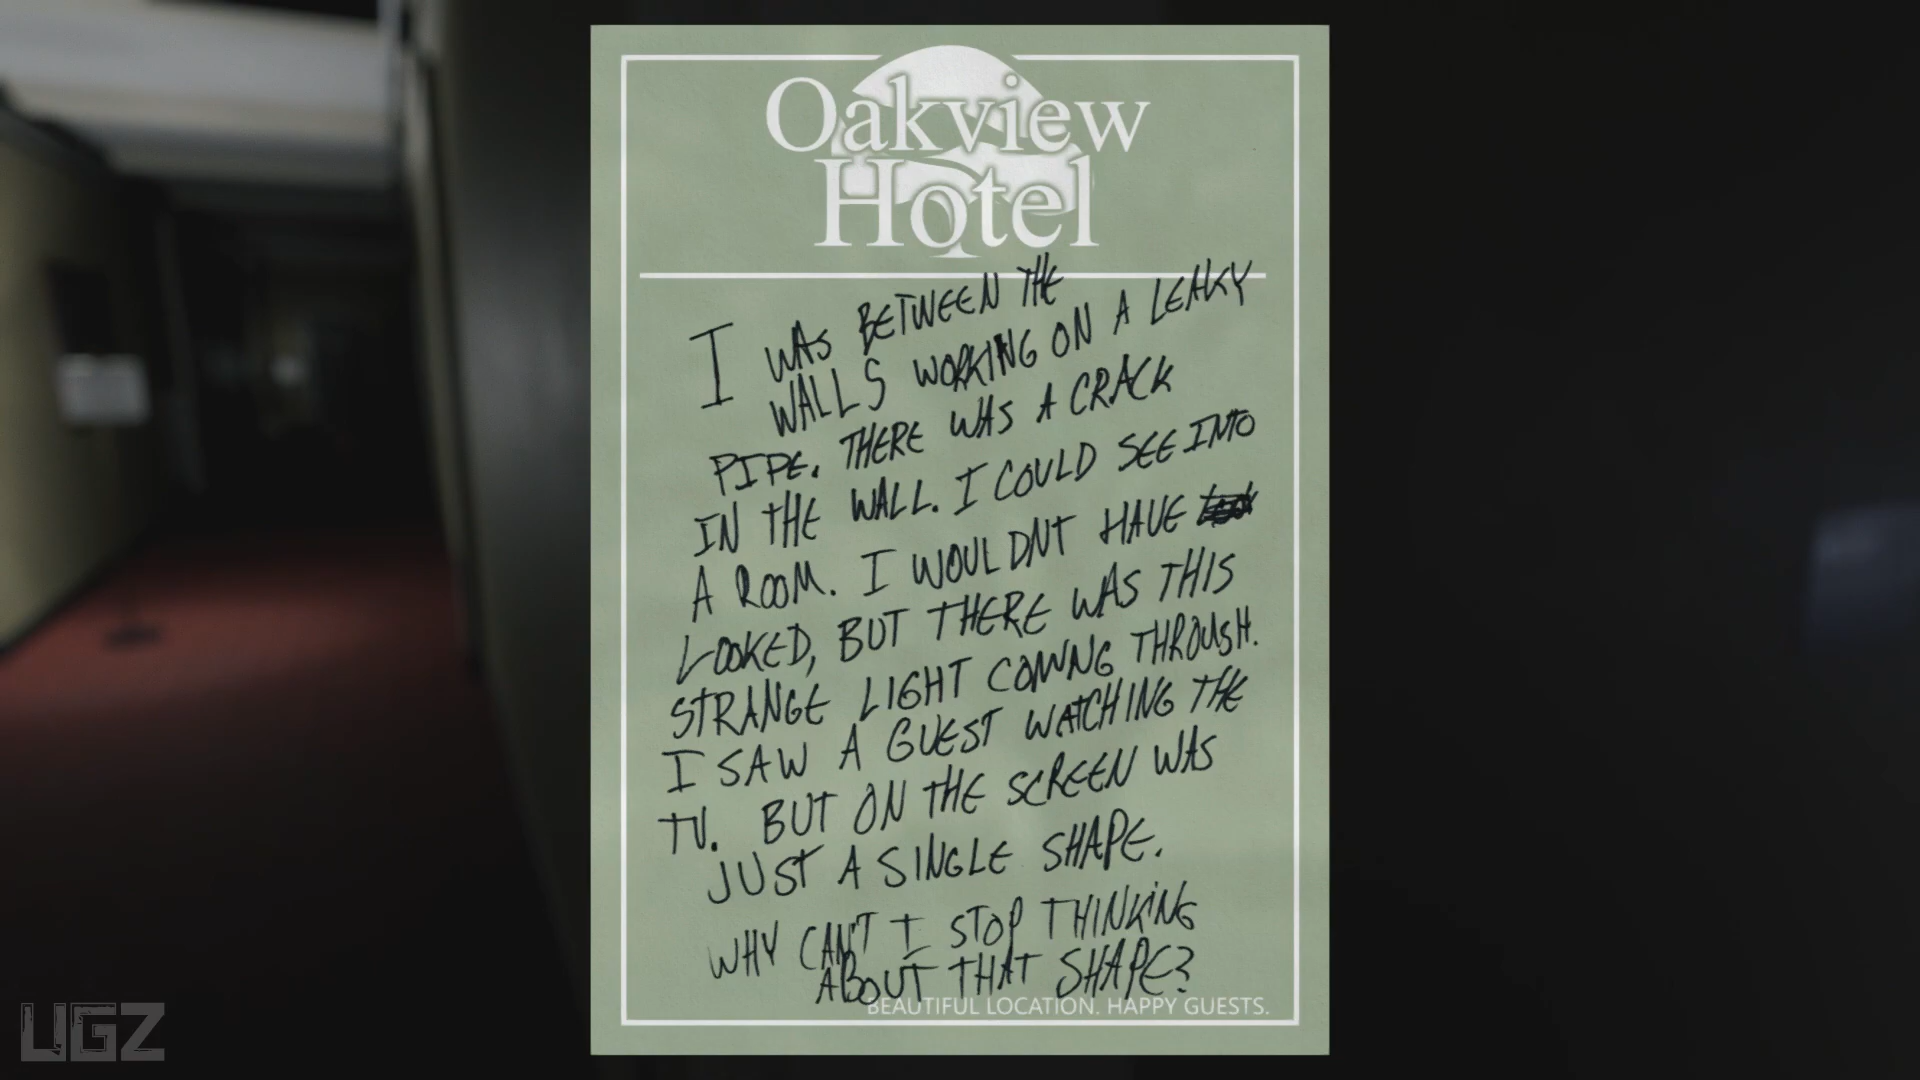 Oakview
Hotel
I WAS BETWEEN THE
WALLS WORKING ON A LEAKY
PIPE. THERE WAS A CRACK
IN THE WALL. I COULD SEE INTO
A ROOM. I WOULDNT HAVE
LOOKED, BUT THERE WAS THIS
STRANGE LIGHT COMING THROUGH.
I SAW A GUEST WATCHING THE
TV. BUT ON THE SCREEN WAS
JUST A SINGLE SHAPE.
WHY CAN'T I STOP THINKING
ABOUT THAT SHAPE?
BEAUTIFUL LOCATION. HAPPY GUESTS.
UGZ